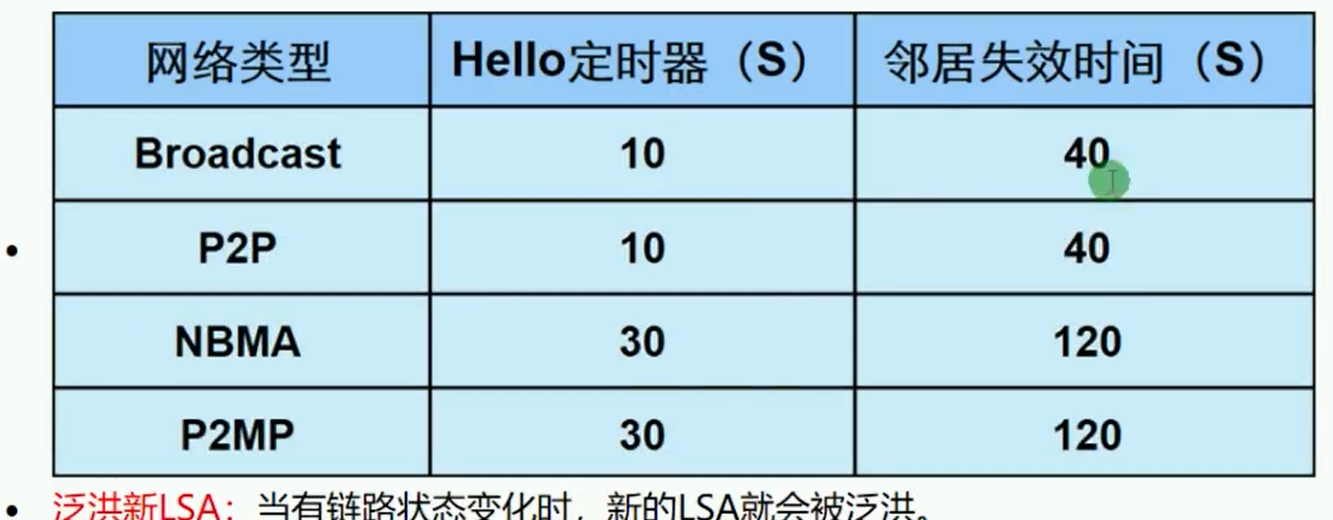 网络类型 Hello定时器（S） 邻居失效时间（S）
Broadcast 10 40
P2P 10 40
NBMA 30 120
P2MP 30 120
泛洪新LSA：当有链路状态变化时，新的LSA就会被泛洪。